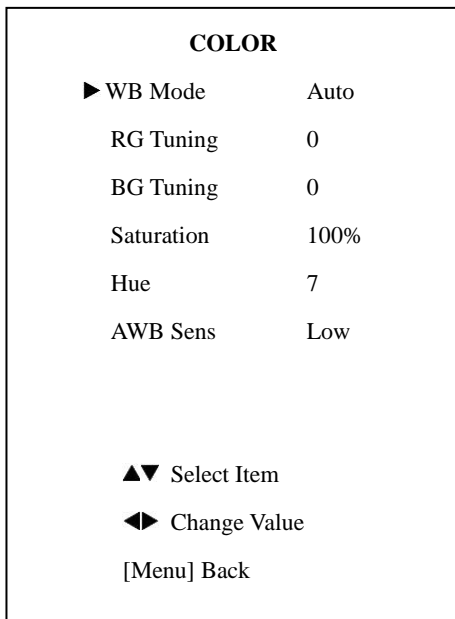 COLOR
▶WB Mode Auto
RG Tuning 0
BG Tuning 0
Saturation 100%
Hue 7
AWB Sens Low
▲▼ Select Item
◀▶ Change Value
[Menu] Back